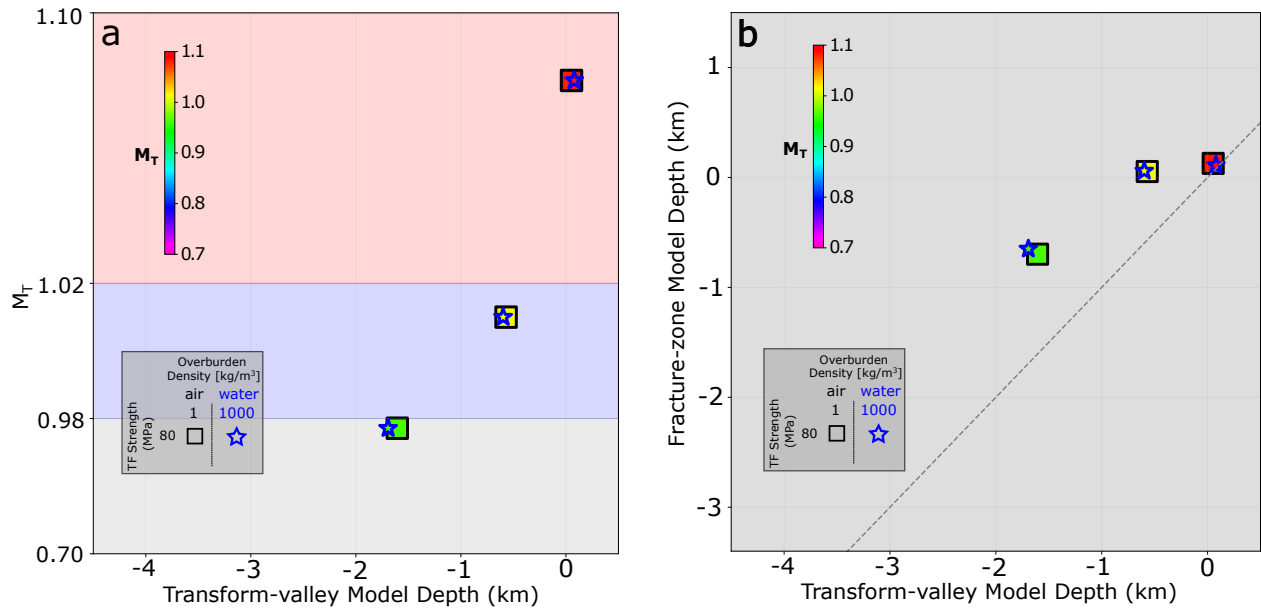 a
1.10
1.02
0.98
0.70
M_T
1.1
1.0
0.9
0.8
0.7
M_T
Overburden
Density [kg/m³]
air water
1 1000
TF Strength
(MPa)
80
-4 -3 -2 -1 0
Transform-valley Model Depth (km)
b
1
0
-1
-2
-3
Fracture-zone Model Depth (km)
1.1
1.0
0.9
0.8
0.7
M_T
Overburden
Density [kg/m³]
air water
1 1000
TF Strength
(MPa)
80
-4 -3 -2 -1 0
Transform-valley Model Depth (km)